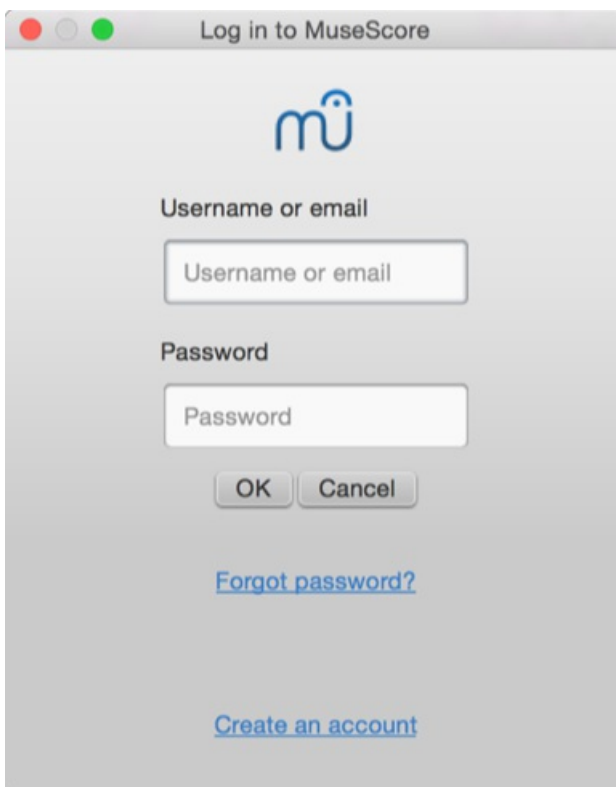 Log in to MuseScore
mu
Username or email
Username or email
Password
Password
OK Cancel
Forgot password?
Create an account